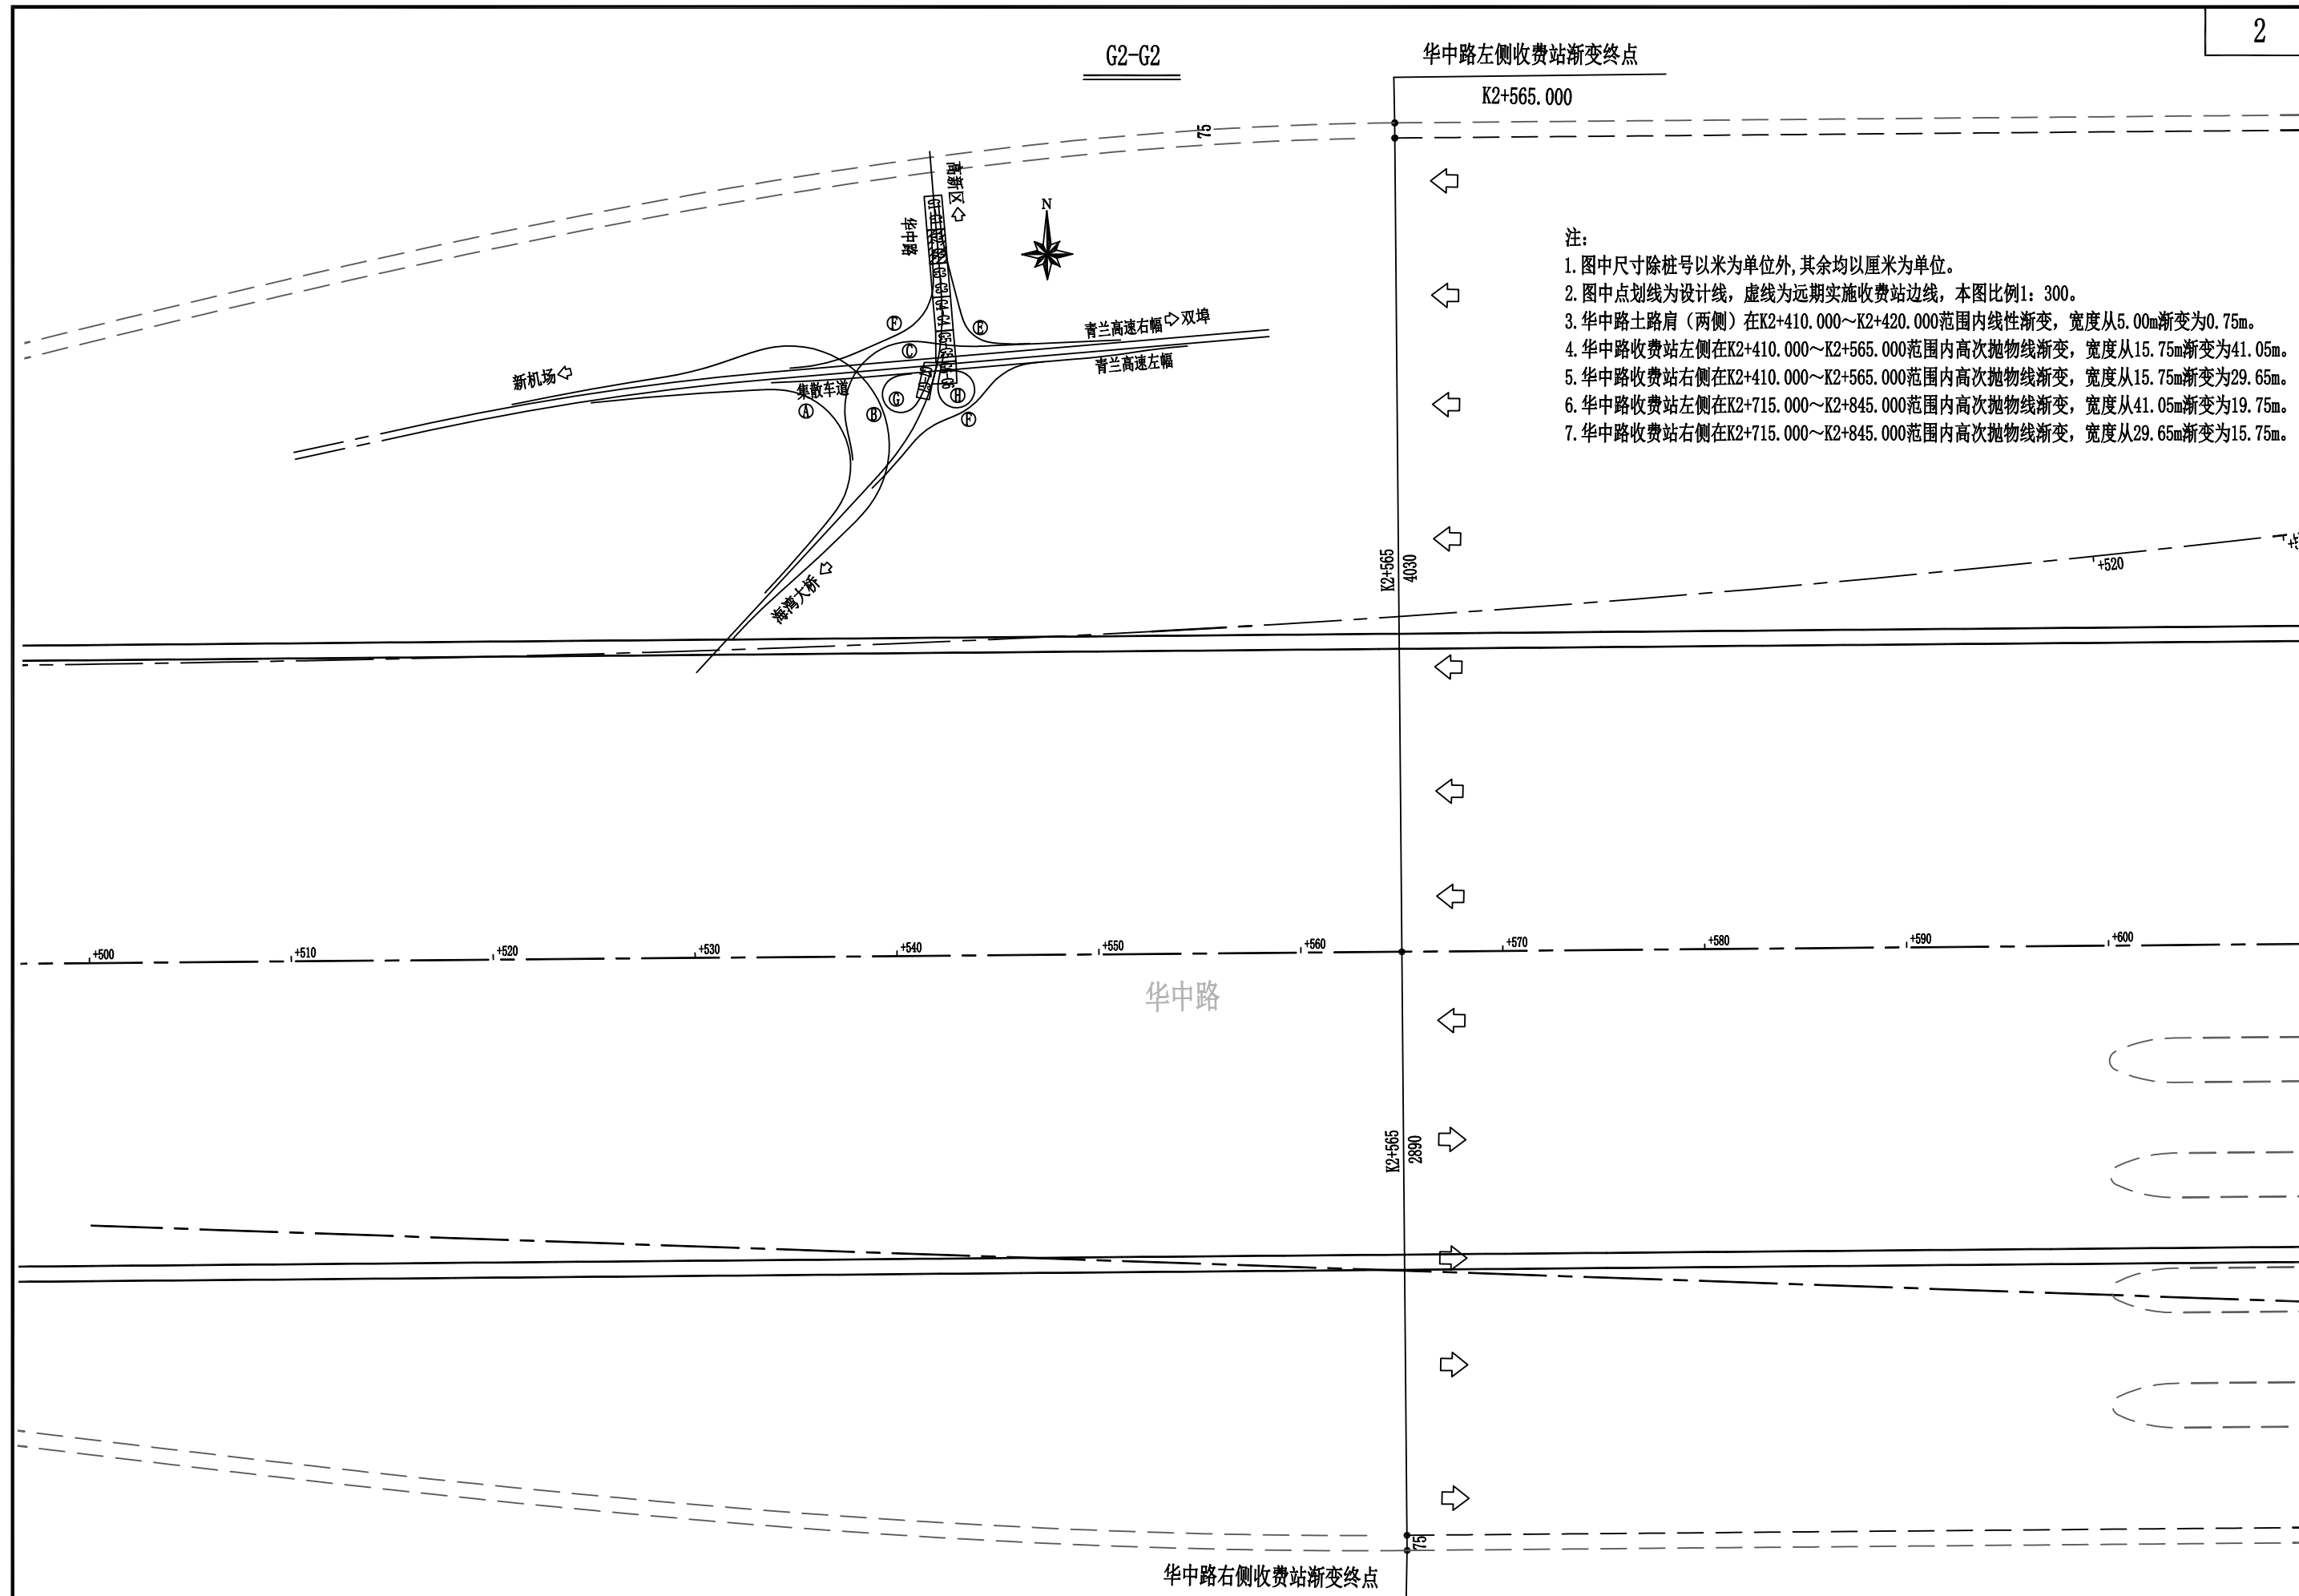 2
G2-G2
华中路左侧收费站渐变终点
K2+565.000
75
高新区
华中路
N
注：
1.图中尺寸除桩号以米为单位外,其余均以厘米为单位。
2.图中点划线为设计线，虚线为远期实施收费站边线，本图比例1：300。
3.华中路土路肩（两侧）在K2+410.000～K2+420.000范围内线性渐变，宽度从5.00m渐变为0.75m。
4.华中路收费站左侧在K2+410.000～K2+565.000范围内高次抛物线渐变，宽度从15.75m渐变为41.05m。
5.华中路收费站右侧在K2+410.000～K2+565.000范围内高次抛物线渐变，宽度从15.75m渐变为29.65m。
6.华中路收费站左侧在K2+715.000～K2+845.000范围内高次抛物线渐变，宽度从41.05m渐变为19.75m。
7.华中路收费站右侧在K2+715.000～K2+845.000范围内高次抛物线渐变，宽度从29.65m渐变为15.75m。
F
E
C
青兰高速右幅
双埠
青兰高速左幅
新机场
集散车道
A
B
G
H
F
海湾大桥
K2+565
4030
+520
+500
+510
+520
+530
+540
+550
+560
+570
+580
+590
+600
华中路
K2+565
2890
75
华中路右侧收费站渐变终点